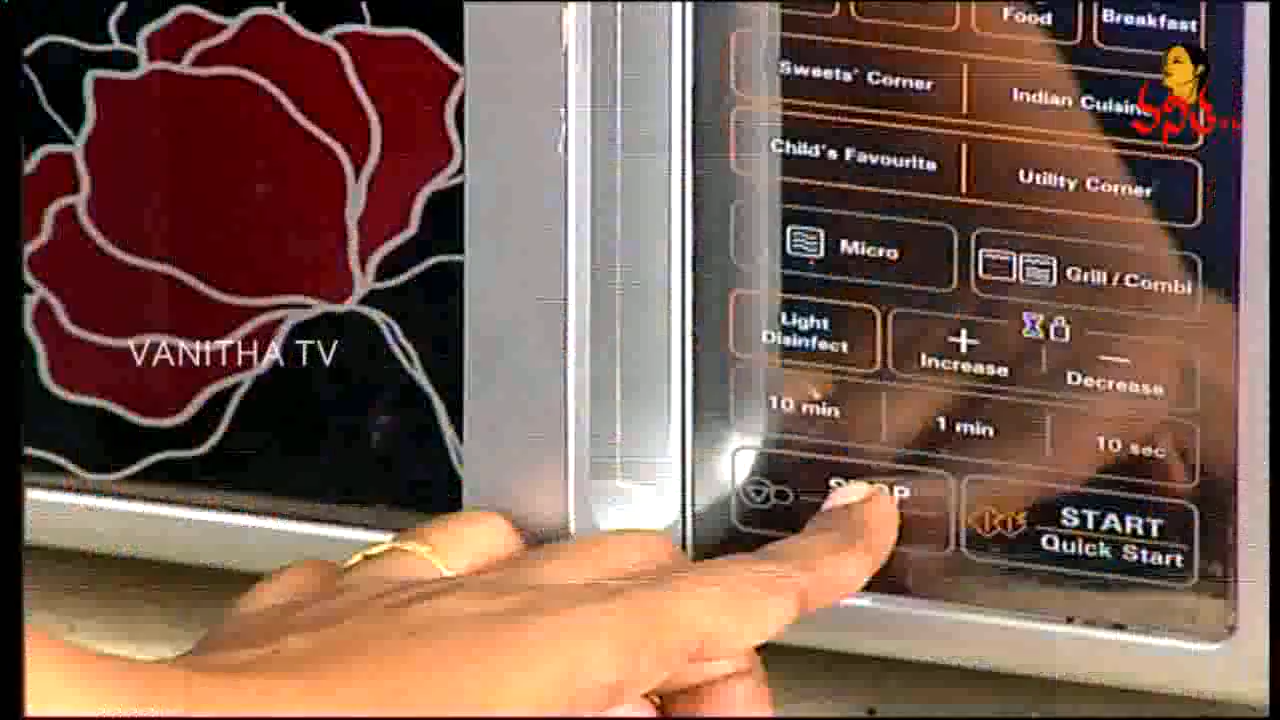 Food
Breakfast
Sweets' Corner
Indian Cuisine
Child's Favourite
Utility Corner
Micro
Grill / Combi
Light
Disinfect
+
Increase
−
Decrease
VANITHA TV
10 min
1 min
10 sec
STOP
START
Quick Start